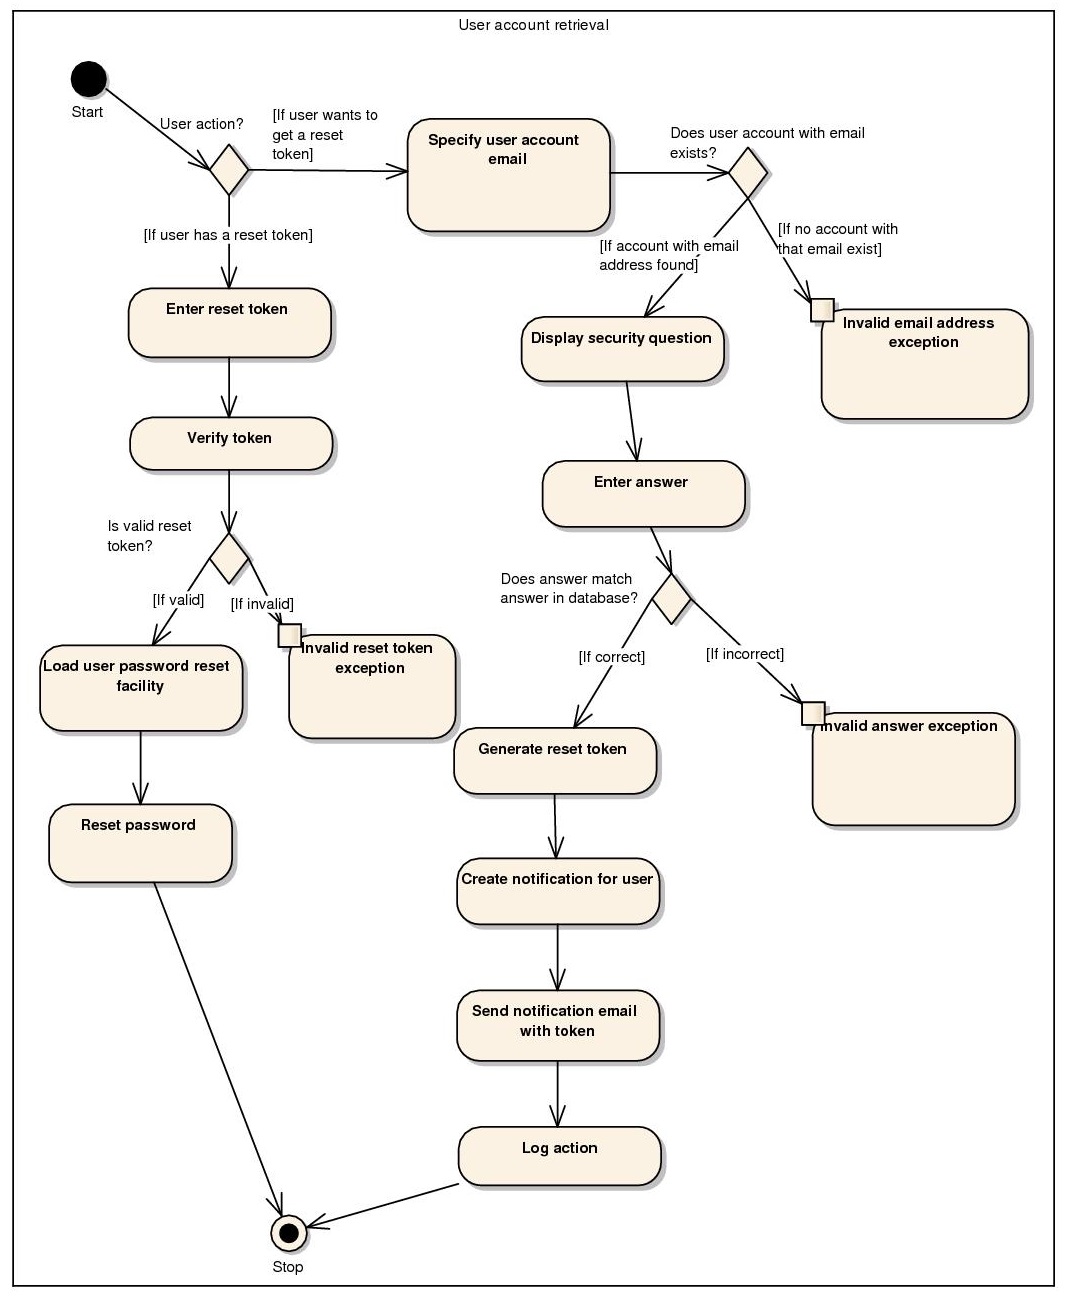 User account retrieval
Start
User action?
[If user wants to
get a reset
token]
Specify user account
email
Does user account with email
exists?
[If user has a reset token]
[If account with email
address found]
[If no account with
that email exist]
Enter reset token
Display security question
Invalid email address
exception
Verify token
Enter answer
Is valid reset
token?
Does answer match
answer in database?
[If valid]
[If invalid]
[If correct]
[If incorrect]
Load user password reset
facility
Invalid reset token
exception
Generate reset token
Invalid answer exception
Reset password
Create notification for user
Send notification email
with token
Log action
Stop